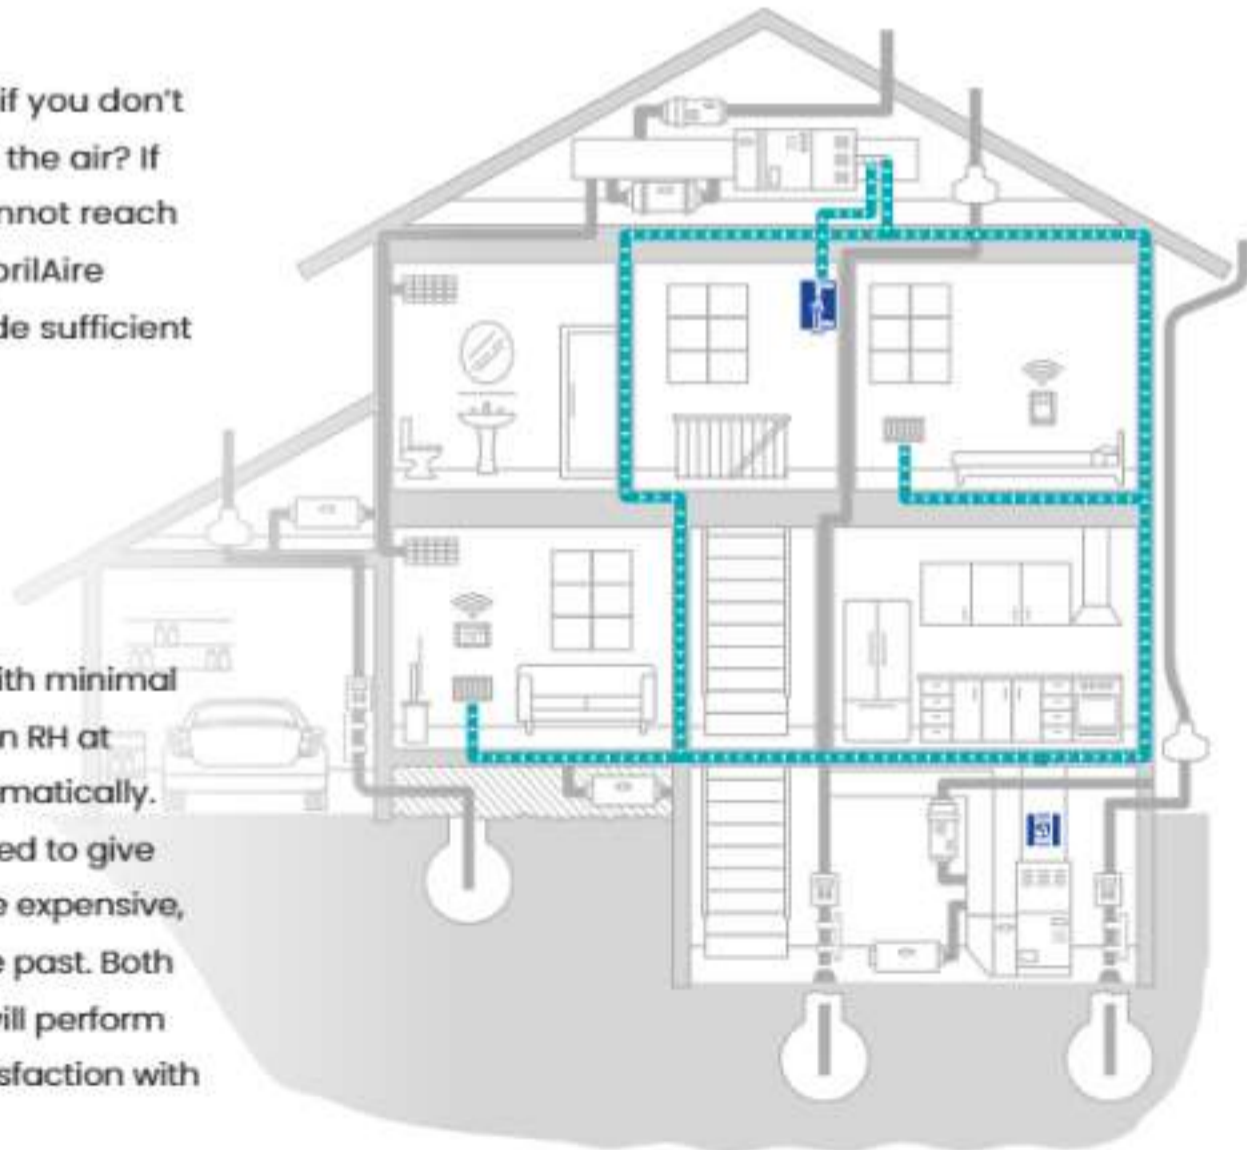 if you don't
the air? If
nnot reach
prilAire
de sufficient
ith minimal
n RH at
matically.
ed to give
e expensive,
e past. Both
vill perform
sfaction with